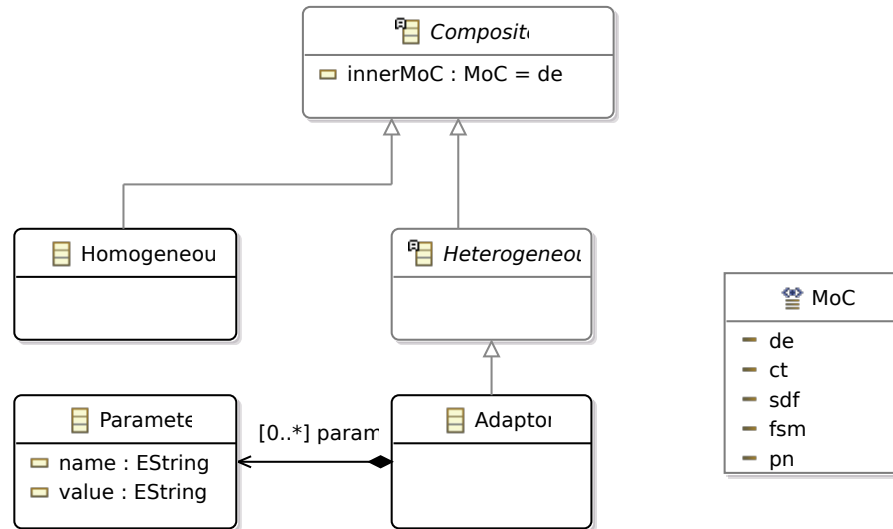 Composit
innerMoC : MoC = de
Homogeneou
Heterogeneou
MoC
de
ct
sdf
fsm
pn
Paramete
name : EString
value : EString
[0..*] param
Adaptor